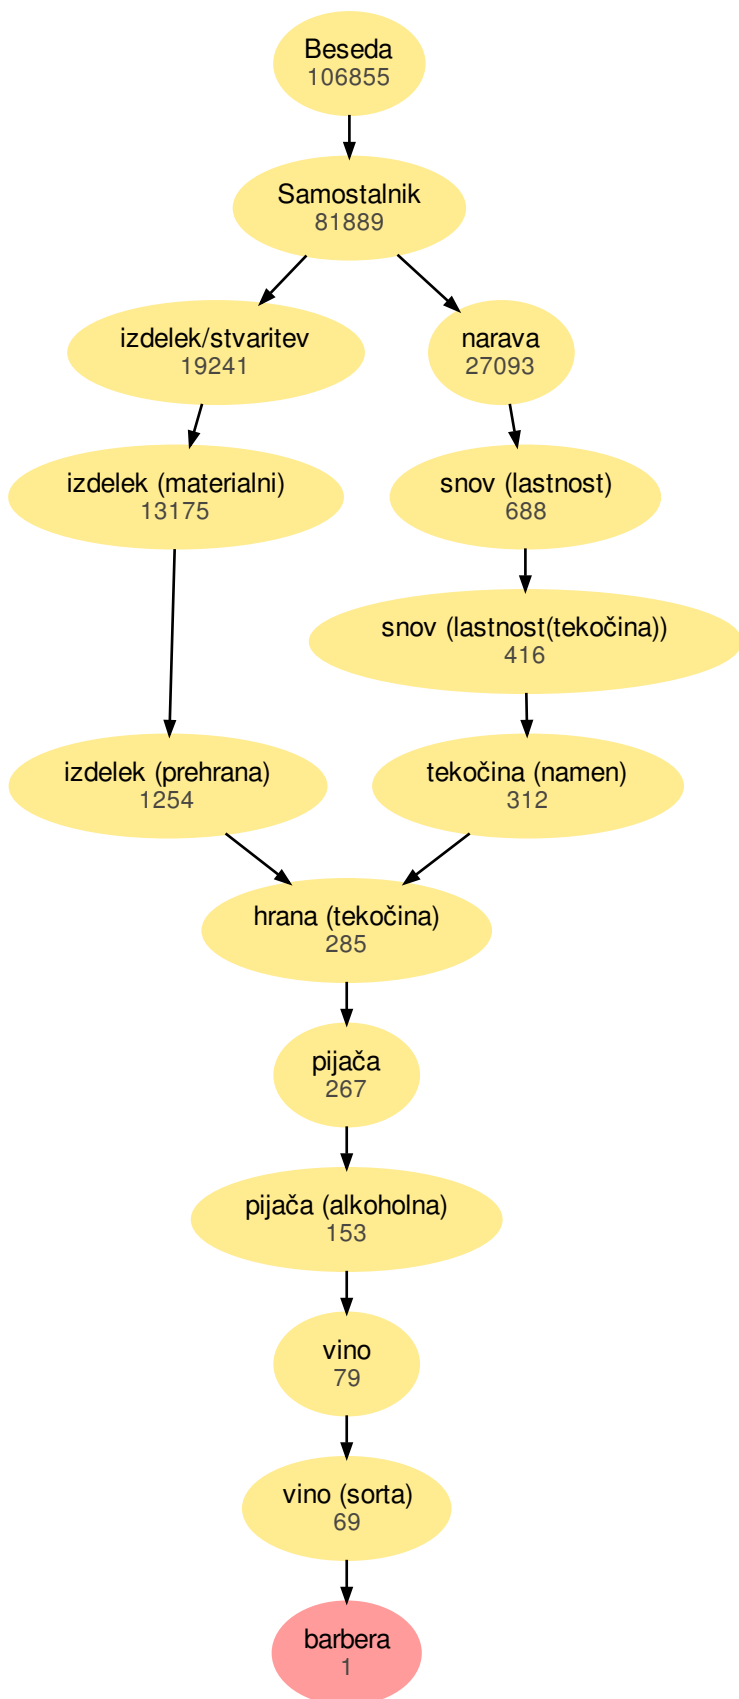 Beseda
106855
Samostalnik
81889
izdelek/stvaritev
19241
narava
27093
izdelek (materialni)
13175
snov (lastnost)
688
snov (lastnost(tekočina))
416
izdelek (prehrana)
1254
tekočina (namen)
312
hrana (tekočina)
285
pijača
267
pijača (alkoholna)
153
vino
79
vino (sorta)
69
barbera
1